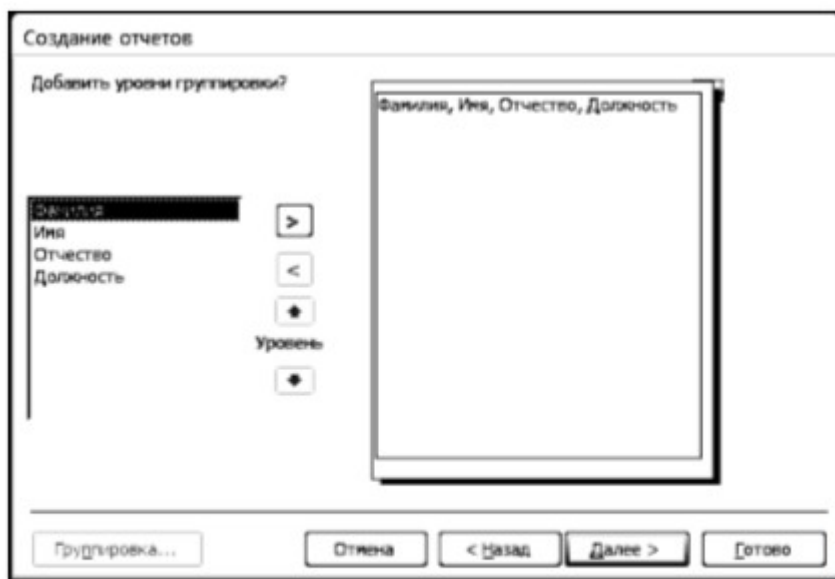 Создание отчетов
Добавить уровни группировки?
Фамилия, Имя, Отчество, Должность
Фамилия
Имя
Отчество
Должность
>
<
Уровень
Группировка...
Отмена
< Назад
Далее >
Готово